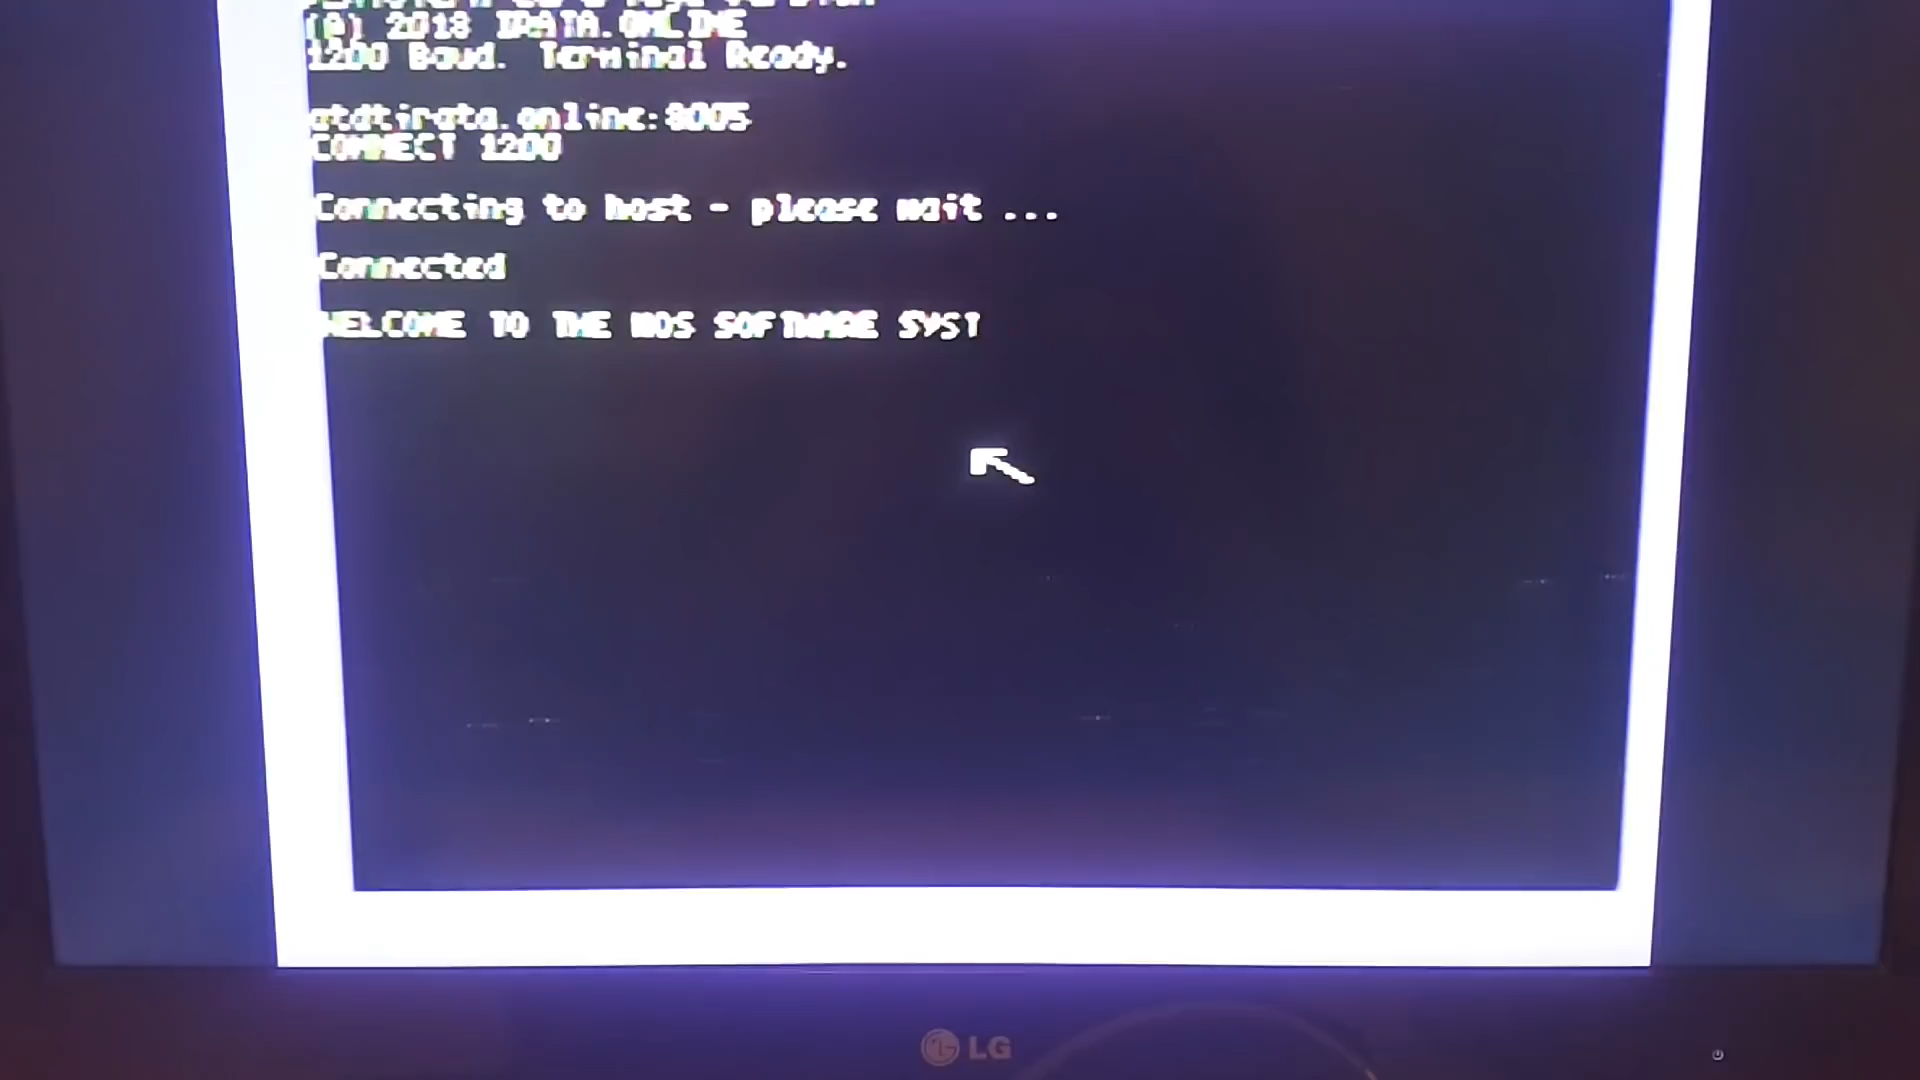 (C) 2018 IRATA.ONLINE
1200 Baud. Terminal Ready.
atdtirata.online:8005
CONNECT 1200
Connecting to host - please wait ...
Connected
WELCOME TO THE NOS SOFTWARE SYST
LG